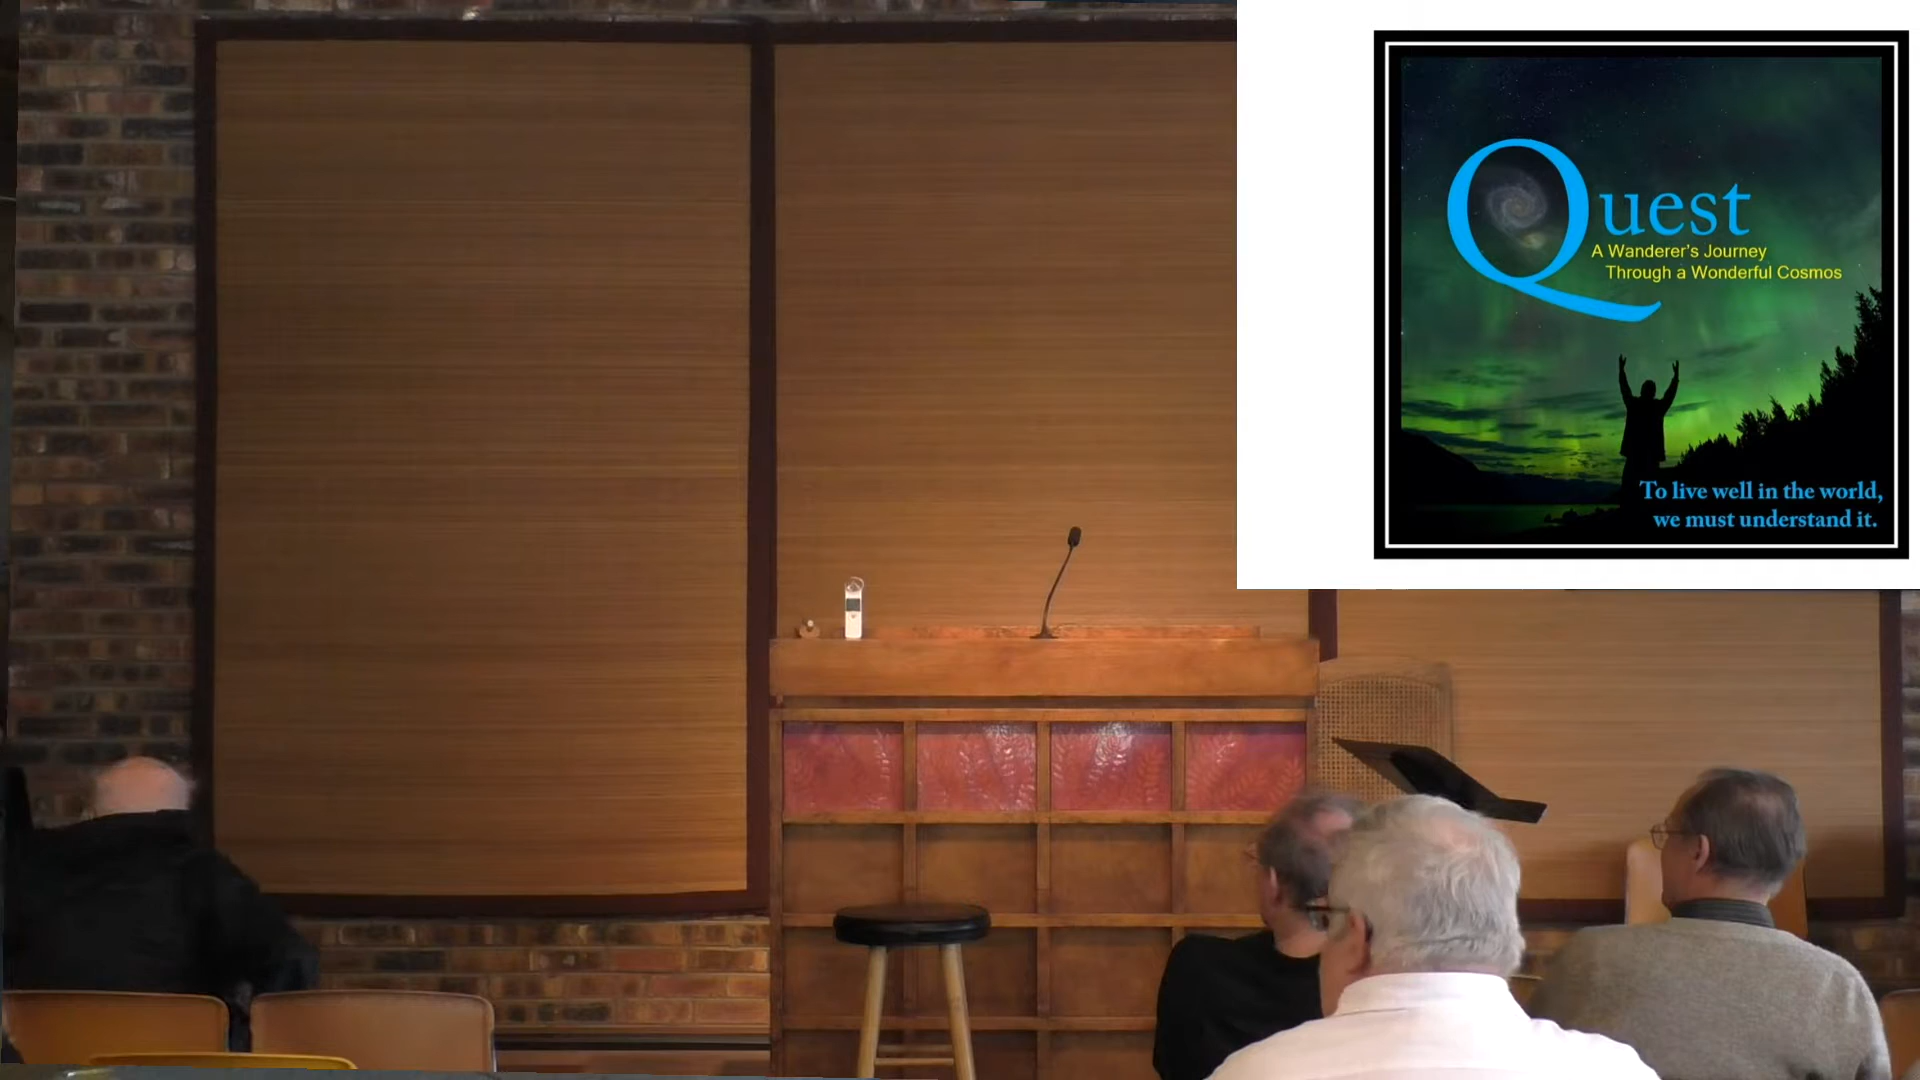 Quest
A Wanderer's Journey
Through a Wonderful Cosmos
To live well in the world,
we must understand it.